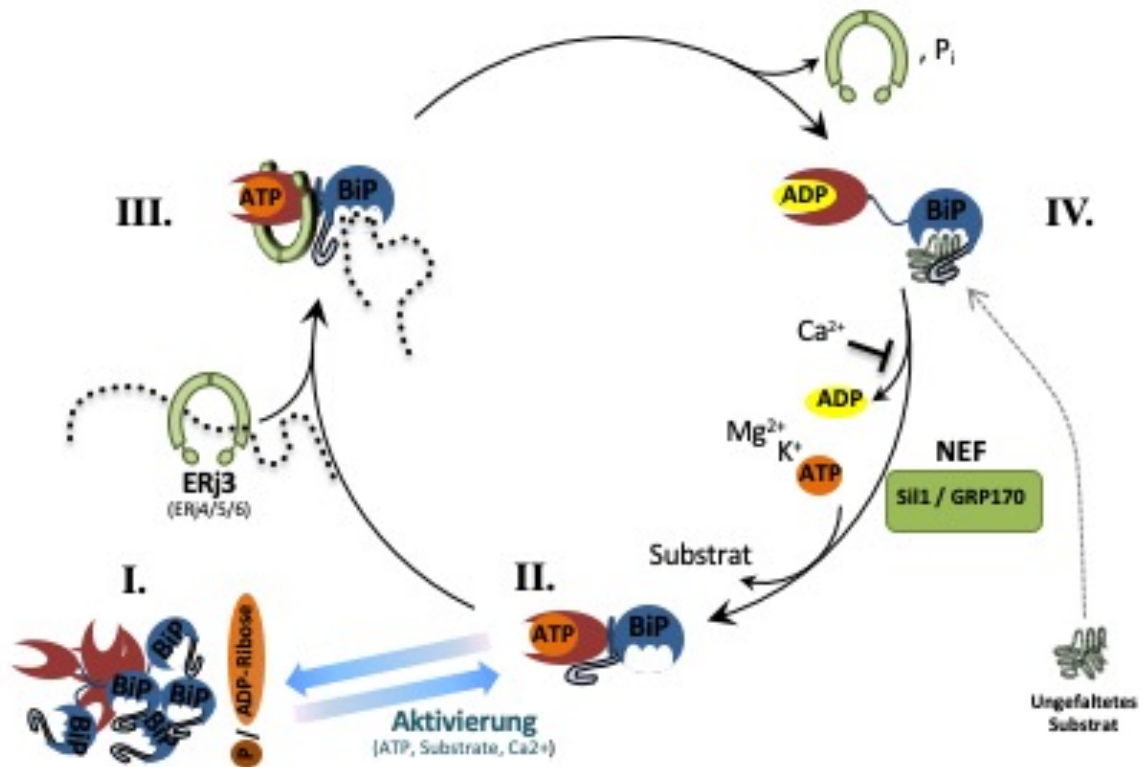 , Pi
III.
ATP
BiP
ADP
BiP
IV.
Ca²⁺
ADP
Mg²⁺
K⁺
ATP
NEF
Sil1 / GRP170
ERj3
(ERj4/5/6)
Substrat
I.
II.
ATP
BiP
BiP
BiP
BiP
BiP
BiP
P / ADP-Ribose
Aktivierung
(ATP, Substrate, Ca2+)
Ungefaltetes
Substrat